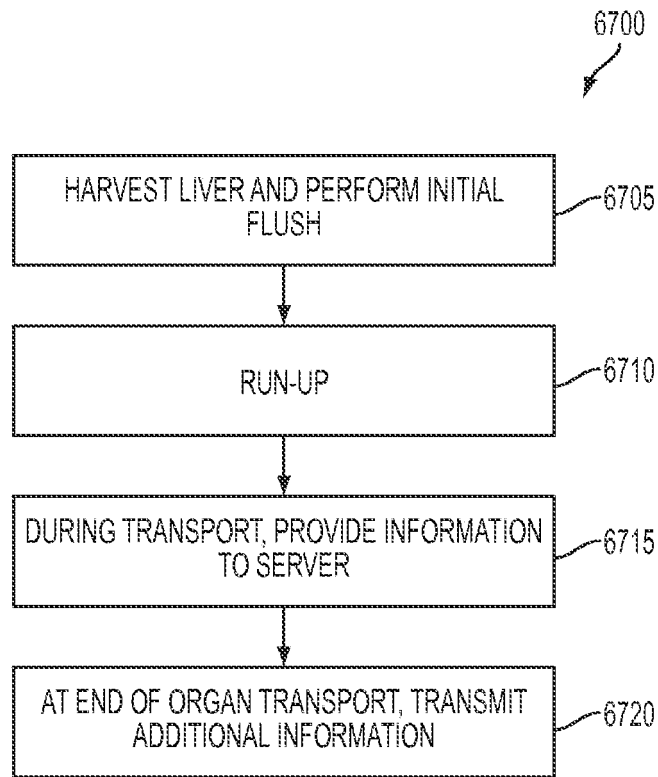 6700
HARVEST LIVER AND PERFORM INITIAL
FLUSH
6705
RUN-UP
6710
DURING TRANSPORT, PROVIDE INFORMATION
TO SERVER
6715
AT END OF ORGAN TRANSPORT, TRANSMIT
ADDITIONAL INFORMATION
6720